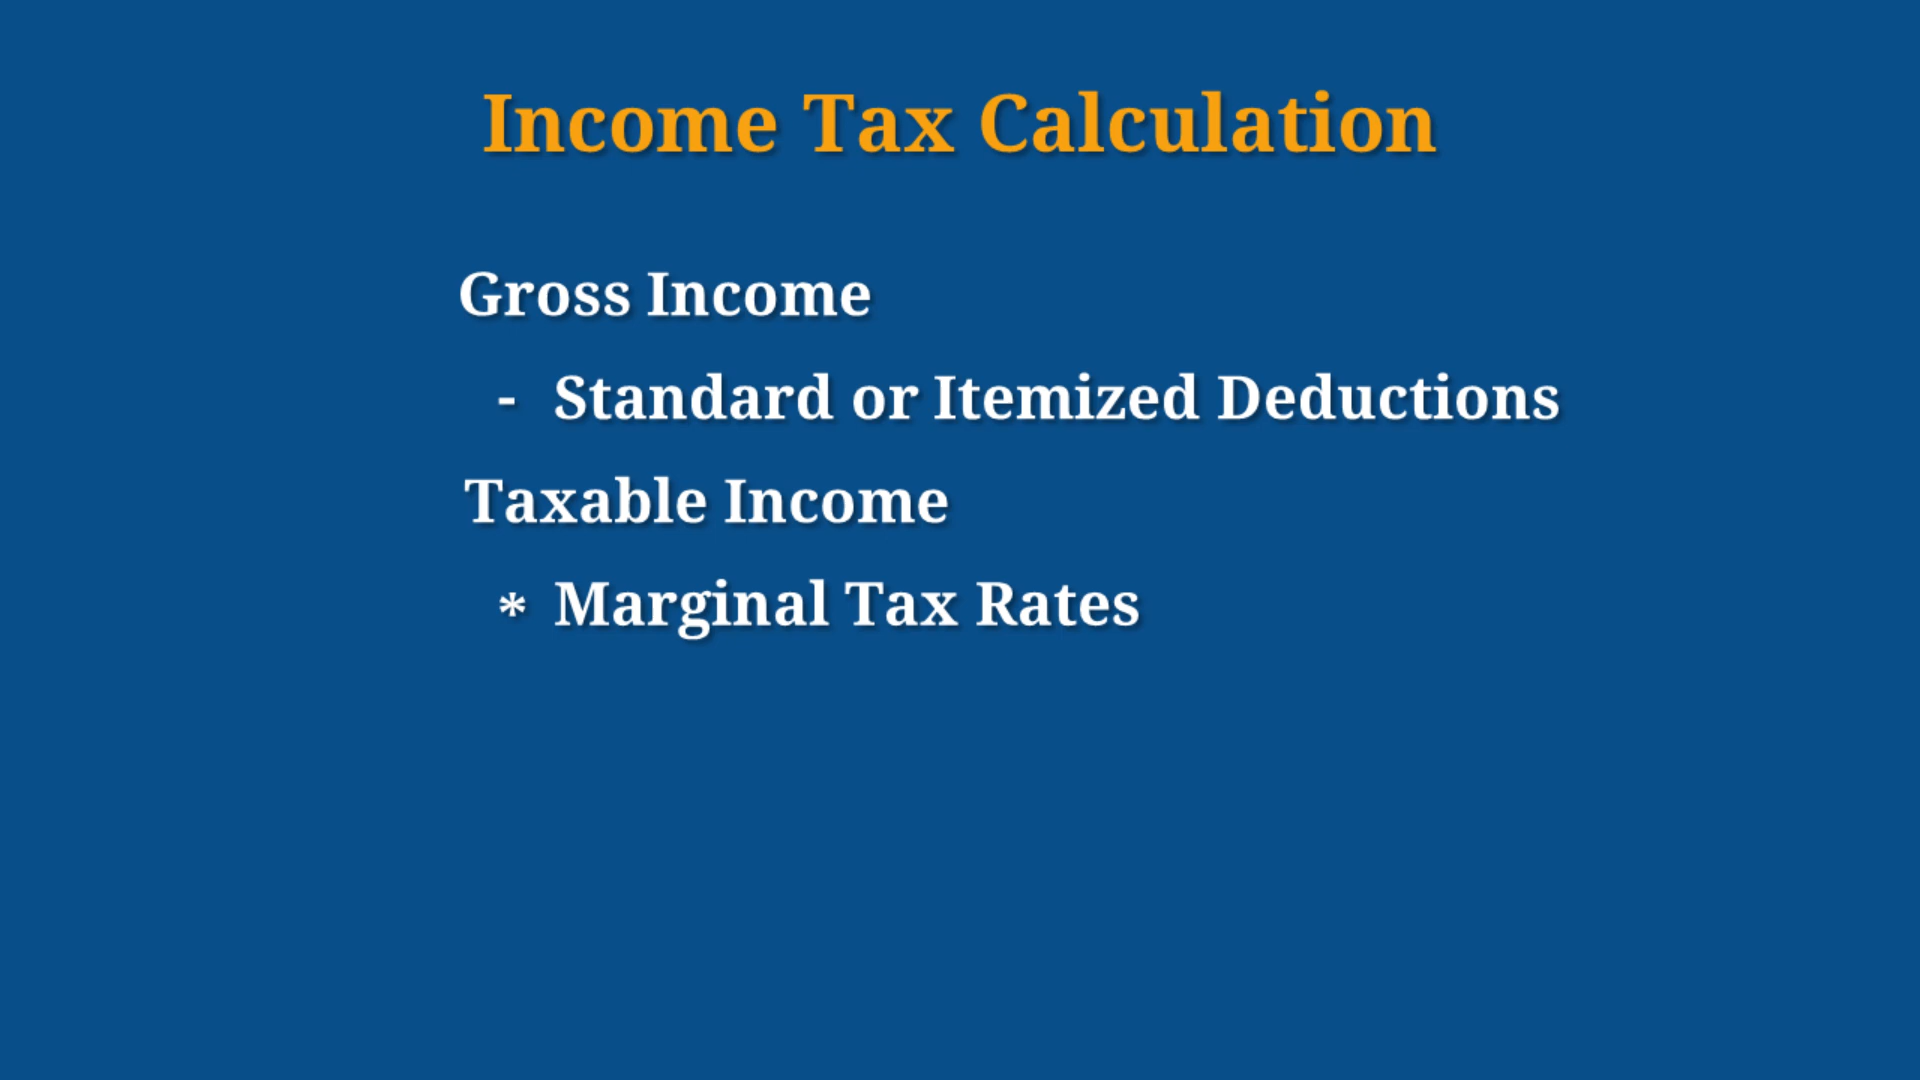 Income Tax Calculation
Gross Income
- Standard or Itemized Deductions
Taxable Income
* Marginal Tax Rates